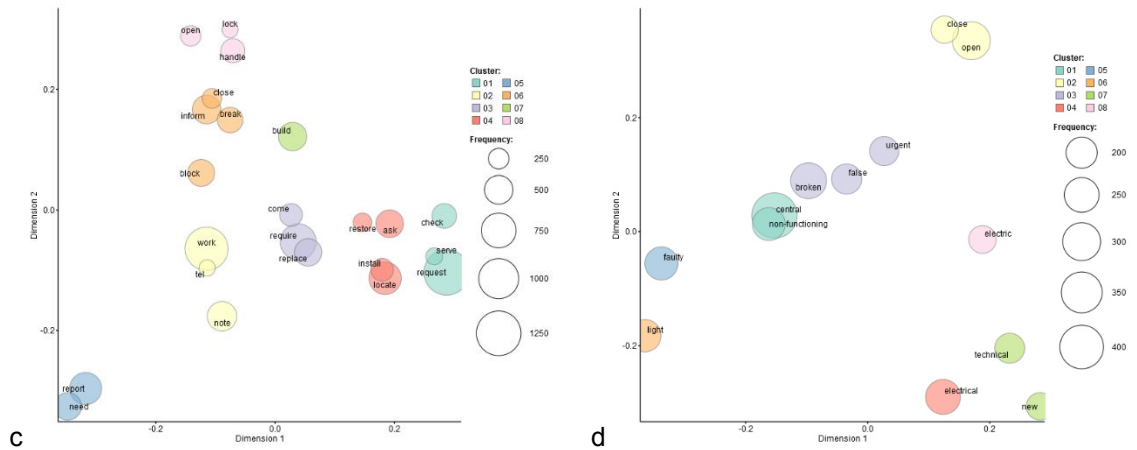 open
lock
handle
close
inform
break
build
block
come
require
replace
work
tel
note
restore
ask
install
locate
check
serve
request
report
need
0.2
0.0
-0.2
-0.2
0.0
0.2
Dimension 1
Dimension 2
Cluster:
01 05
02 06
03 07
04 08
Frequency:
250
500
750
1000
1250
c
close
open
urgent
false
broken
central
non-functioning
electric
faulty
light
technical
electrical
new
0.2
0.0
-0.2
-0.2
0.0
0.2
Dimension 1
Dimension 2
Cluster:
01 05
02 06
03 07
04 08
Frequency:
200
250
300
350
400
d